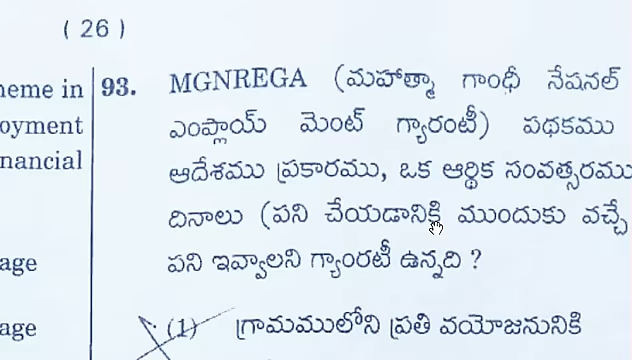 ( 26 )
heme in
oyment
nancial
age
age
93. MGNREGA (మహాత్మా గాంధీ నేషనల్
ఎంప్లాయ్ మెంట్ గ్యారంటీ) పథకము
ఆదేశము ప్రకారము, ఒక ఆర్థిక సంవత్సరము
దినాలు (పని చేయడానికి ముందుకు వచ్చే
పని ఇవ్వాలని గ్యాంరటీ ఉన్నది ?
(1) గ్రామములోని ప్రతి వయోజనునికి